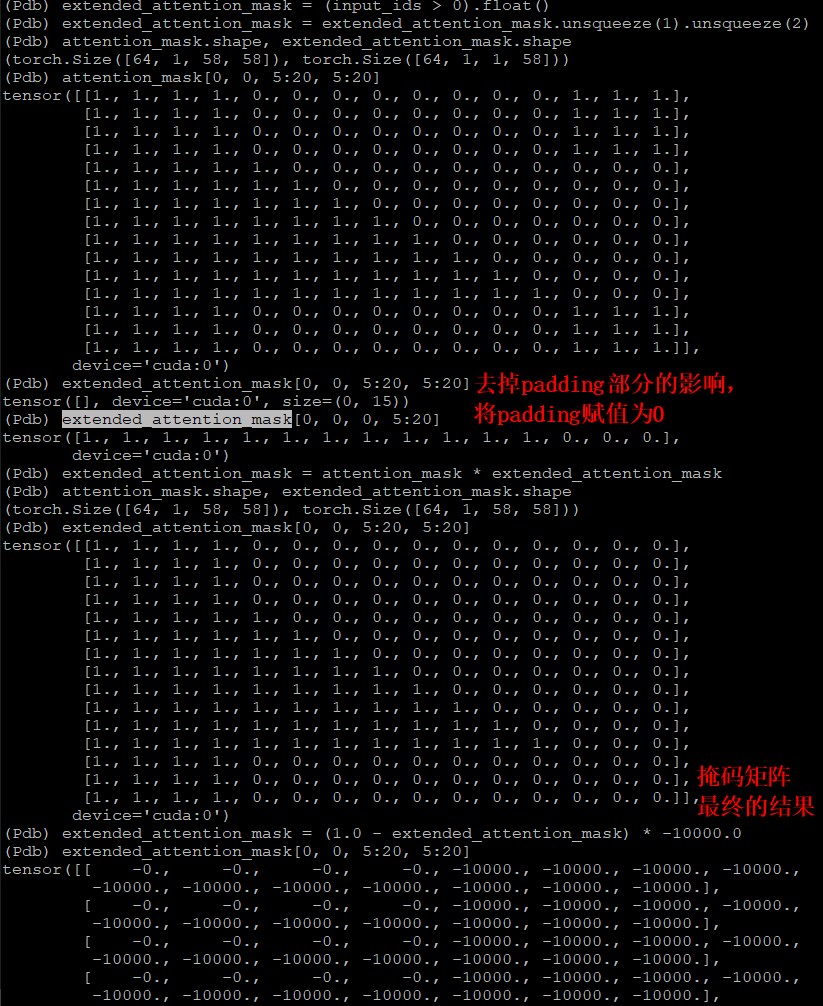 (Pdb) extended_attention_mask = (input_ids > 0).float()
(Pdb) extended_attention_mask = extended_attention_mask.unsqueeze(1).unsqueeze(2)
(Pdb) attention_mask.shape, extended_attention_mask.shape
(torch.Size([64, 1, 58, 58]), torch.Size([64, 1, 1, 58]))
(Pdb) attention_mask[0, 0, 5:20, 5:20]
tensor([[1., 1., 1., 1., 0., 0., 0., 0., 0., 0., 0., 0., 1., 1., 1.],
[1., 1., 1., 1., 0., 0., 0., 0., 0., 0., 0., 0., 1., 1., 1.],
[1., 1., 1., 1., 0., 0., 0., 0., 0., 0., 0., 0., 1., 1., 1.],
[1., 1., 1., 1., 0., 0., 0., 0., 0., 0., 0., 0., 1., 1., 1.],
[1., 1., 1., 1., 1., 0., 0., 0., 0., 0., 0., 0., 0., 0., 0.],
[1., 1., 1., 1., 1., 1., 0., 0., 0., 0., 0., 0., 0., 0., 0.],
[1., 1., 1., 1., 1., 1., 1., 0., 0., 0., 0., 0., 0., 0., 0.],
[1., 1., 1., 1., 1., 1., 1., 1., 0., 0., 0., 0., 0., 0., 0.],
[1., 1., 1., 1., 1., 1., 1., 1., 1., 0., 0., 0., 0., 0., 0.],
[1., 1., 1., 1., 1., 1., 1., 1., 1., 1., 0., 0., 0., 0., 0.],
[1., 1., 1., 1., 1., 1., 1., 1., 1., 1., 1., 0., 0., 0., 0.],
[1., 1., 1., 1., 1., 1., 1., 1., 1., 1., 1., 1., 0., 0., 0.],
[1., 1., 1., 1., 0., 0., 0., 0., 0., 0., 0., 0., 1., 1., 1.],
[1., 1., 1., 1., 0., 0., 0., 0., 0., 0., 0., 0., 1., 1., 1.],
[1., 1., 1., 1., 0., 0., 0., 0., 0., 0., 0., 0., 1., 1., 1.]],
device='cuda:0')
(Pdb) extended_attention_mask[0, 0, 5:20, 5:20]
去掉padding部分的影响，
tensor([], device='cuda:0', size=(0, 15))
将padding赋值为0
(Pdb) extended_attention_mask[0, 0, 0, 5:20]
tensor([1., 1., 1., 1., 1., 1., 1., 1., 1., 1., 1., 1., 0., 0., 0.],
device='cuda:0')
(Pdb) extended_attention_mask = attention_mask * extended_attention_mask
(Pdb) attention_mask.shape, extended_attention_mask.shape
(torch.Size([64, 1, 58, 58]), torch.Size([64, 1, 58, 58]))
(Pdb) extended_attention_mask[0, 0, 5:20, 5:20]
tensor([[1., 1., 1., 1., 0., 0., 0., 0., 0., 0., 0., 0., 0., 0., 0.],
[1., 1., 1., 1., 0., 0., 0., 0., 0., 0., 0., 0., 0., 0., 0.],
[1., 1., 1., 1., 0., 0., 0., 0., 0., 0., 0., 0., 0., 0., 0.],
[1., 1., 1., 1., 0., 0., 0., 0., 0., 0., 0., 0., 0., 0., 0.],
[1., 1., 1., 1., 1., 0., 0., 0., 0., 0., 0., 0., 0., 0., 0.],
[1., 1., 1., 1., 1., 1., 0., 0., 0., 0., 0., 0., 0., 0., 0.],
[1., 1., 1., 1., 1., 1., 1., 0., 0., 0., 0., 0., 0., 0., 0.],
[1., 1., 1., 1., 1., 1., 1., 1., 0., 0., 0., 0., 0., 0., 0.],
[1., 1., 1., 1., 1., 1., 1., 1., 1., 0., 0., 0., 0., 0., 0.],
[1., 1., 1., 1., 1., 1., 1., 1., 1., 1., 0., 0., 0., 0., 0.],
[1., 1., 1., 1., 1., 1., 1., 1., 1., 1., 1., 0., 0., 0., 0.],
[1., 1., 1., 1., 1., 1., 1., 1., 1., 1., 1., 1., 0., 0., 0.],
[1., 1., 1., 1., 0., 0., 0., 0., 0., 0., 0., 0., 0., 0., 0.],
[1., 1., 1., 1., 0., 0., 0., 0., 0., 0., 0., 0., 0., 0., 0.],
[1., 1., 1., 1., 0., 0., 0., 0., 0., 0., 0., 0., 0., 0., 0.]],
掩码矩阵
最终的结果
device='cuda:0')
(Pdb) extended_attention_mask = (1.0 - extended_attention_mask) * -10000.0
(Pdb) extended_attention_mask[0, 0, 5:20, 5:20]
tensor([[ -0., -0., -0., -0., -10000., -10000., -10000., -10000.,
-10000., -10000., -10000., -10000., -10000., -10000., -10000.],
[ -0., -0., -0., -0., -10000., -10000., -10000., -10000.,
-10000., -10000., -10000., -10000., -10000., -10000., -10000.],
[ -0., -0., -0., -0., -10000., -10000., -10000., -10000.,
-10000., -10000., -10000., -10000., -10000., -10000., -10000.],
[ -0., -0., -0., -0., -10000., -10000., -10000., -10000.,
-10000., -10000., -10000., -10000., -10000., -10000., -10000.],